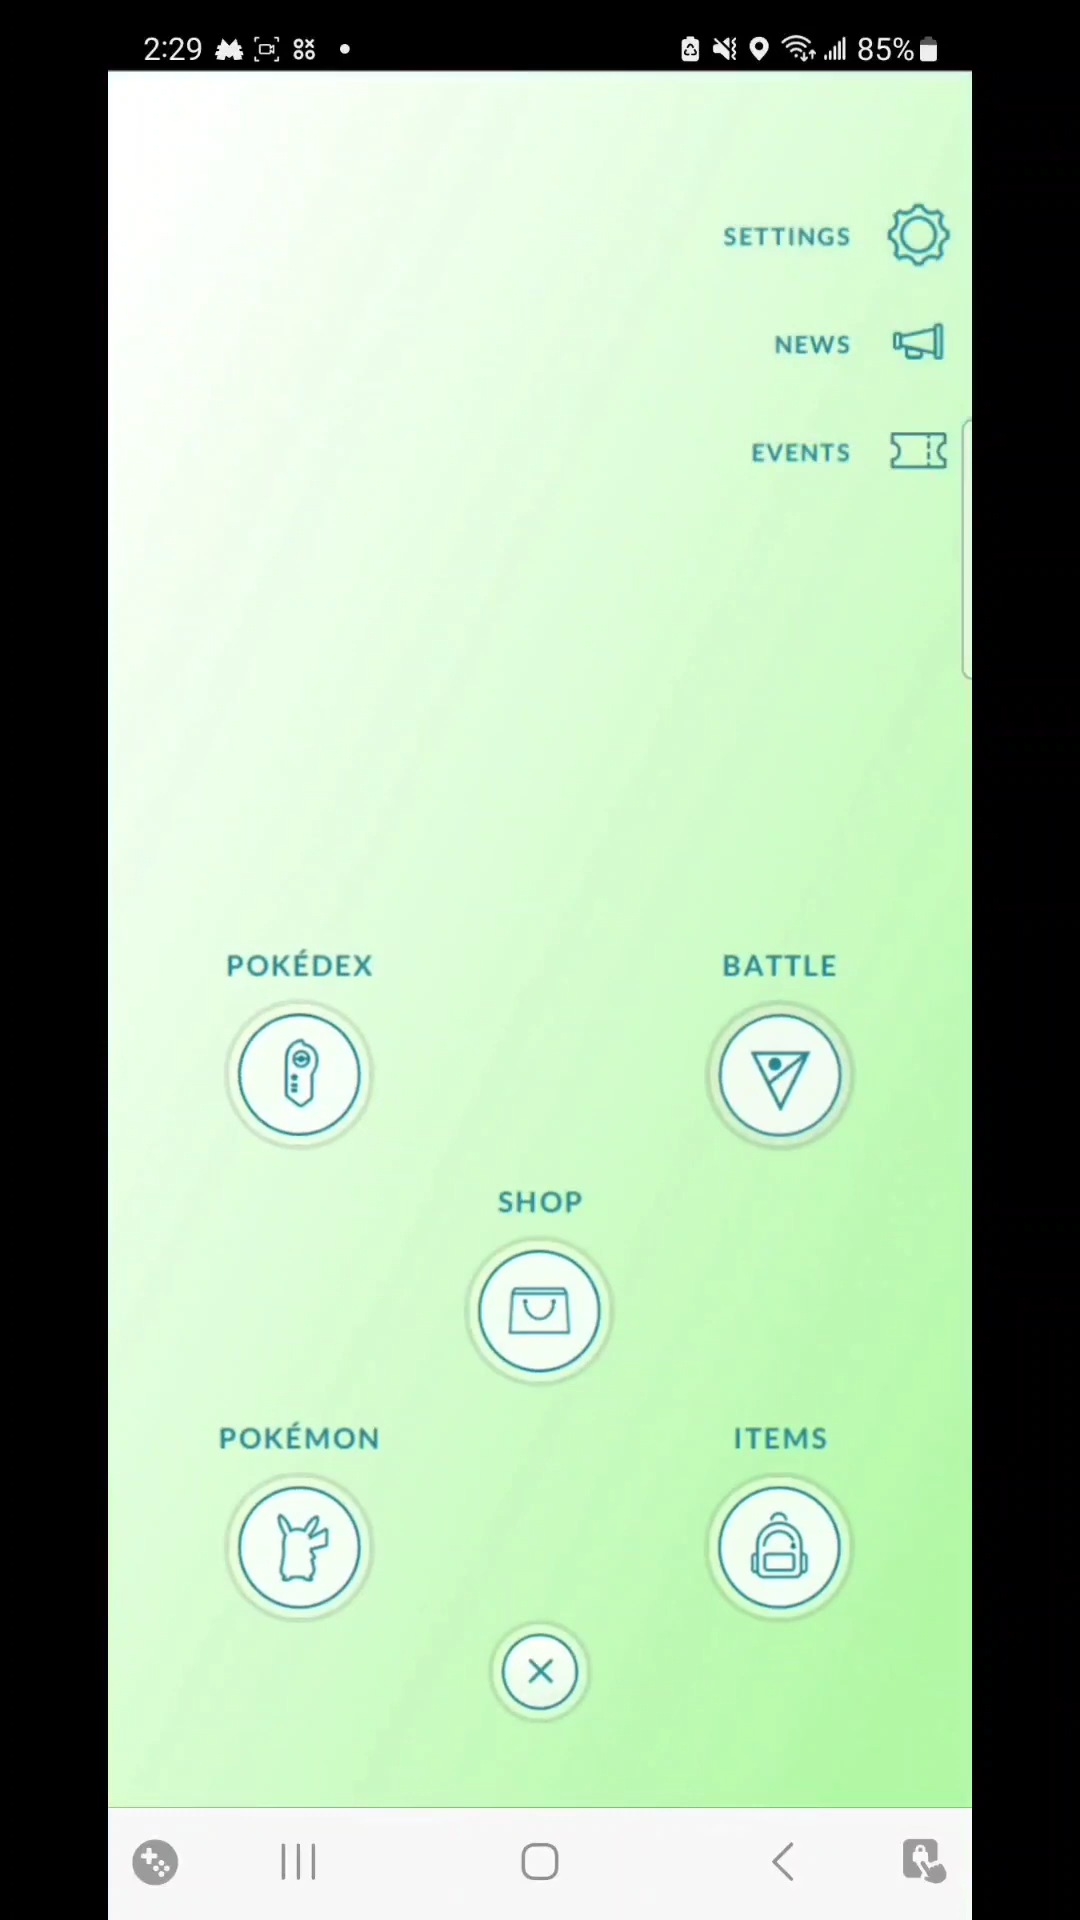 2:29
85%
SETTINGS
NEWS
EVENTS
POKÉDEX
BATTLE
SHOP
POKÉMON
ITEMS